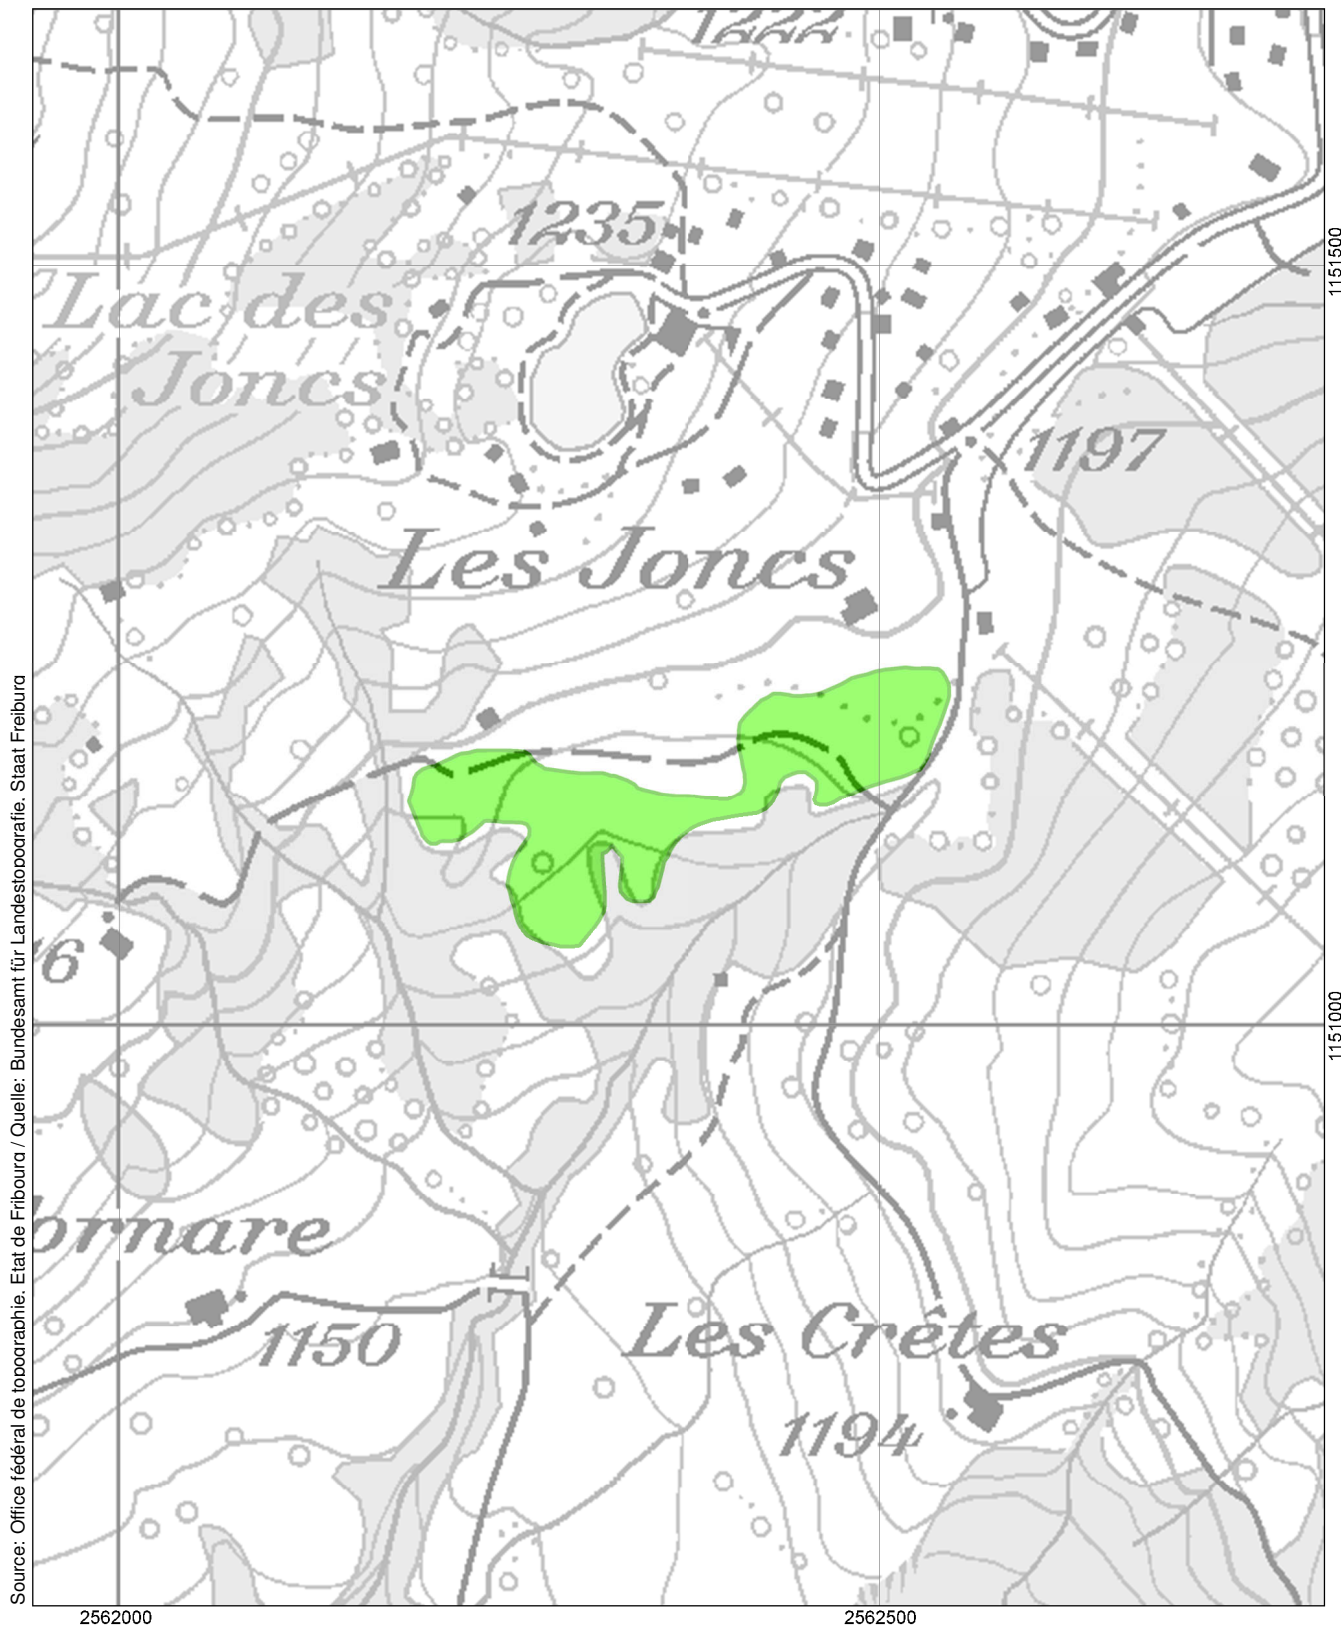 1222
1235
Lac des
Joncs
1151500
1197
Les Joncs
6
1151000
ornare
1150
Les Crêtes
1194
2562000
2562500
Source: Office fédéral de topographie. Etat de Fribourg / Quelle: Bundesamt für Landestopografie. Staat Freiburg